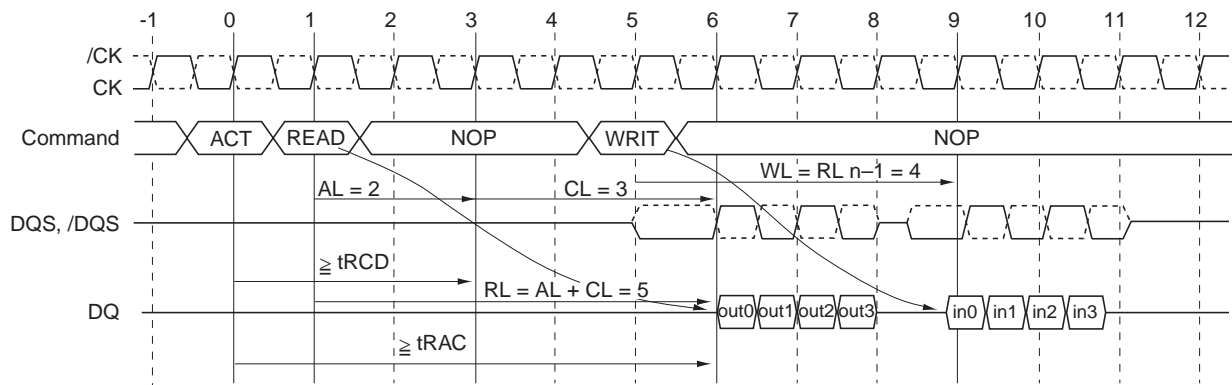 -1 0 1 2 3 4 5 6 7 8 9 10 11 12
/CK
CK
Command ACT READ NOP WRIT NOP
WL = RL n–1 = 4
AL = 2 CL = 3
DQS, /DQS
≧ tRCD
RL = AL + CL = 5
DQ out0 out1 out2 out3 in0 in1 in2 in3
≧ tRAC